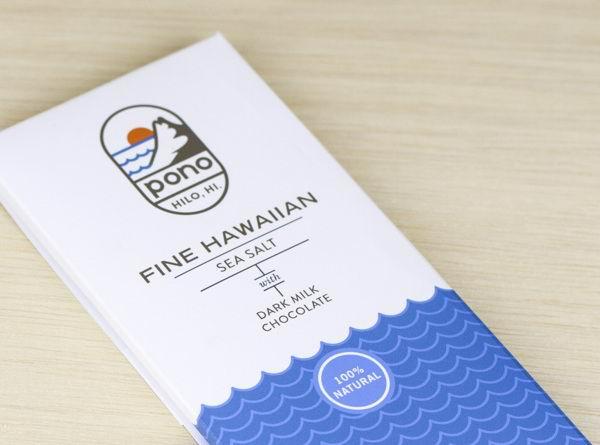 pono
HILO, HI.
FINE HAWAIIAN
SEA SALT
with
DARK MILK
CHOCOLATE
100%
NATURAL